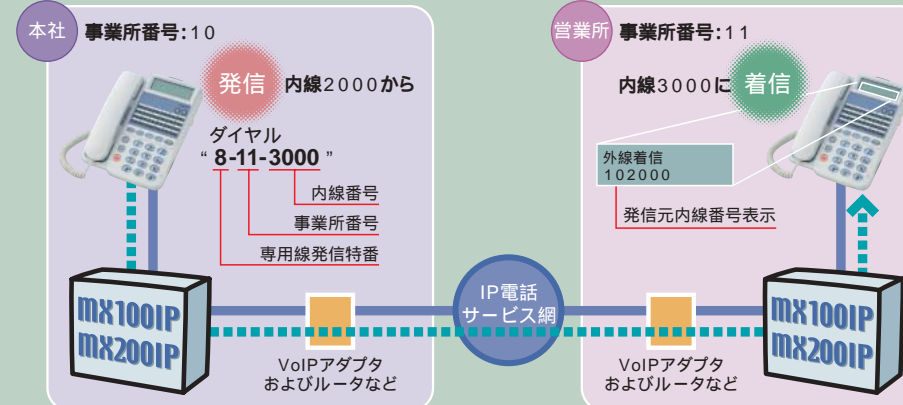 本社
事業所番号:10
発信
内線2000から
ダイヤル
“8-11-3000”
内線番号
事業所番号
専用線発信特番
MX100IP
MX200IP
VoIPアダプタ
およびルータなど
IP電話
サービス網
営業所
事業所番号:11
内線3000に
着信
外線着信
102000
発信元内線番号表示
VoIPアダプタ
およびルータなど
MX100IP
MX200IP